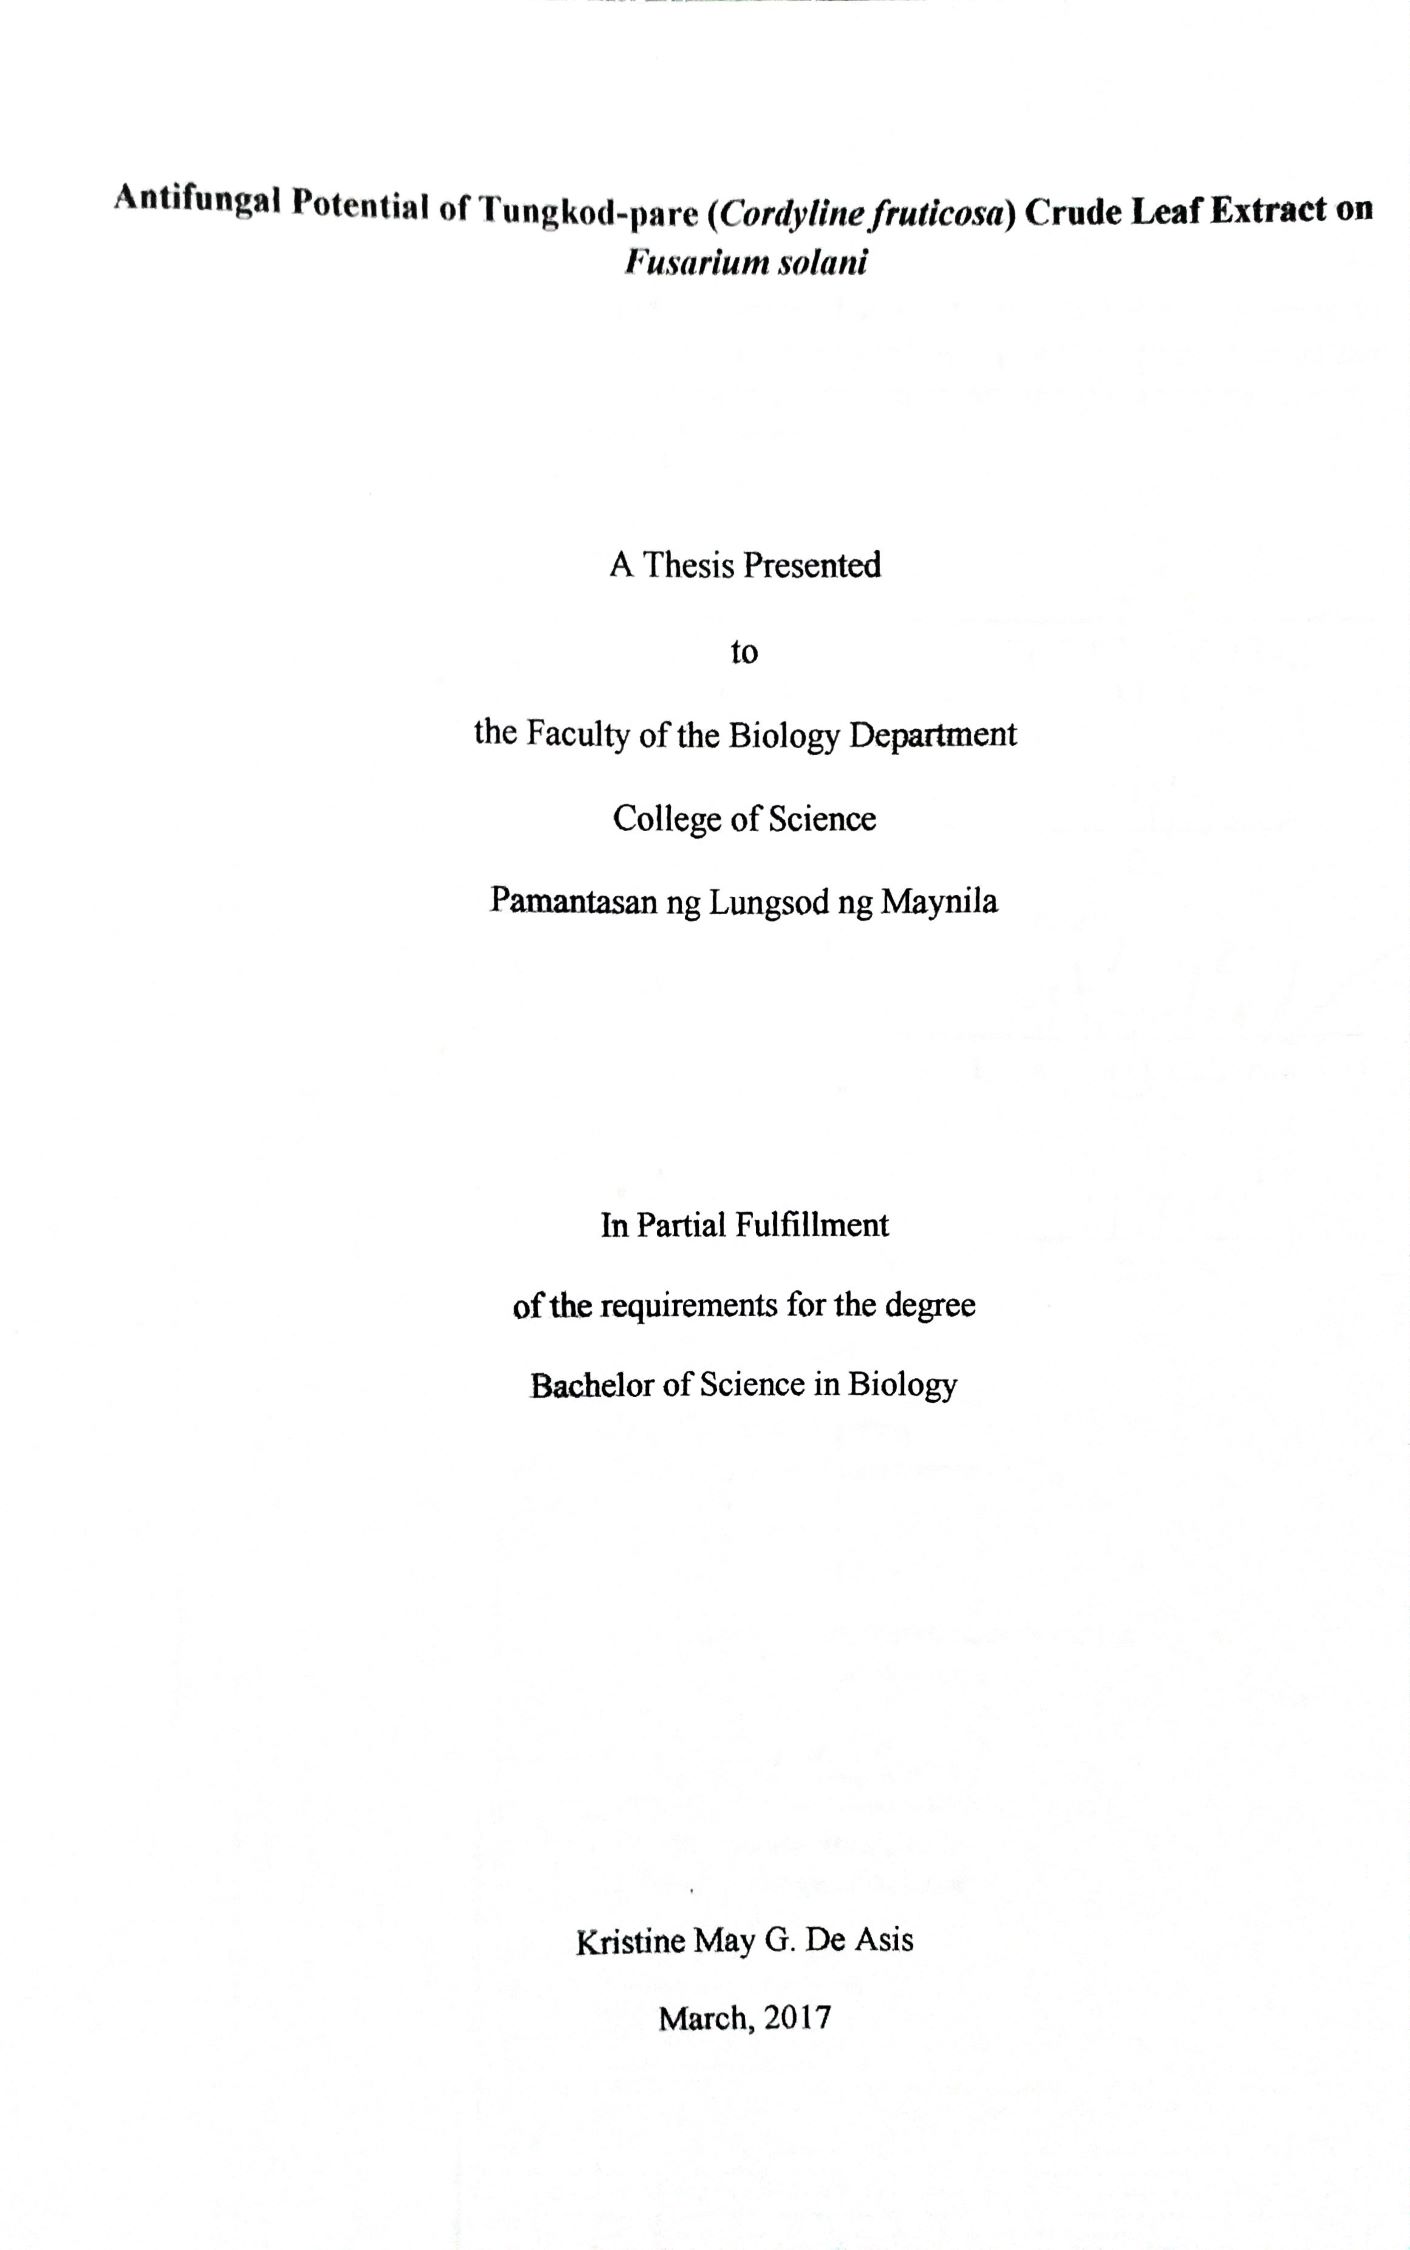 Antifungal Potential of Tungkod-pare (Cordyline fruticosa) Crude Leaf Extract on
Fusarium solani
A Thesis Presented
to
the Faculty of the Biology Department
College of Science
Pamantasan ng Lungsod ng Maynila
In Partial Fulfillment
of the requirements for the degree
Bachelor of Science in Biology
Kristine May G. De Asis
March, 2017